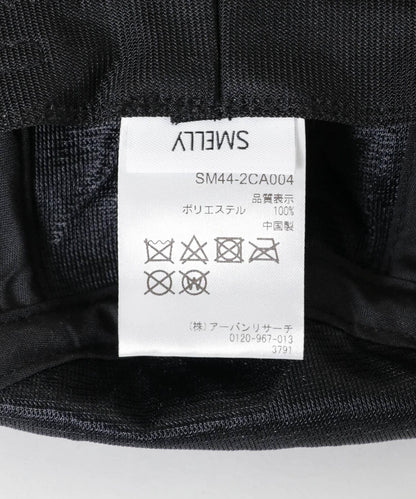 SMELLY
SM44-2CA004
品質表示
ポリエステル 100%
中国製
(株) アーバンリサーチ
0120-967-013
3791